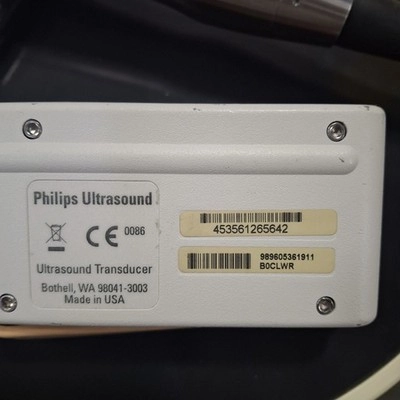 Philips Ultrasound
CE 0086
Ultrasound Transducer
Bothell, WA 98041-3003
Made in USA
453561265642
989605361911
B0CLWR